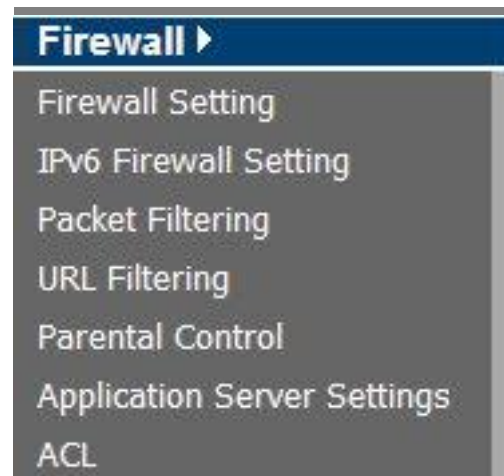 Firewall
Firewall Setting
IPv6 Firewall Setting
Packet Filtering
URL Filtering
Parental Control
Application Server Settings
ACL